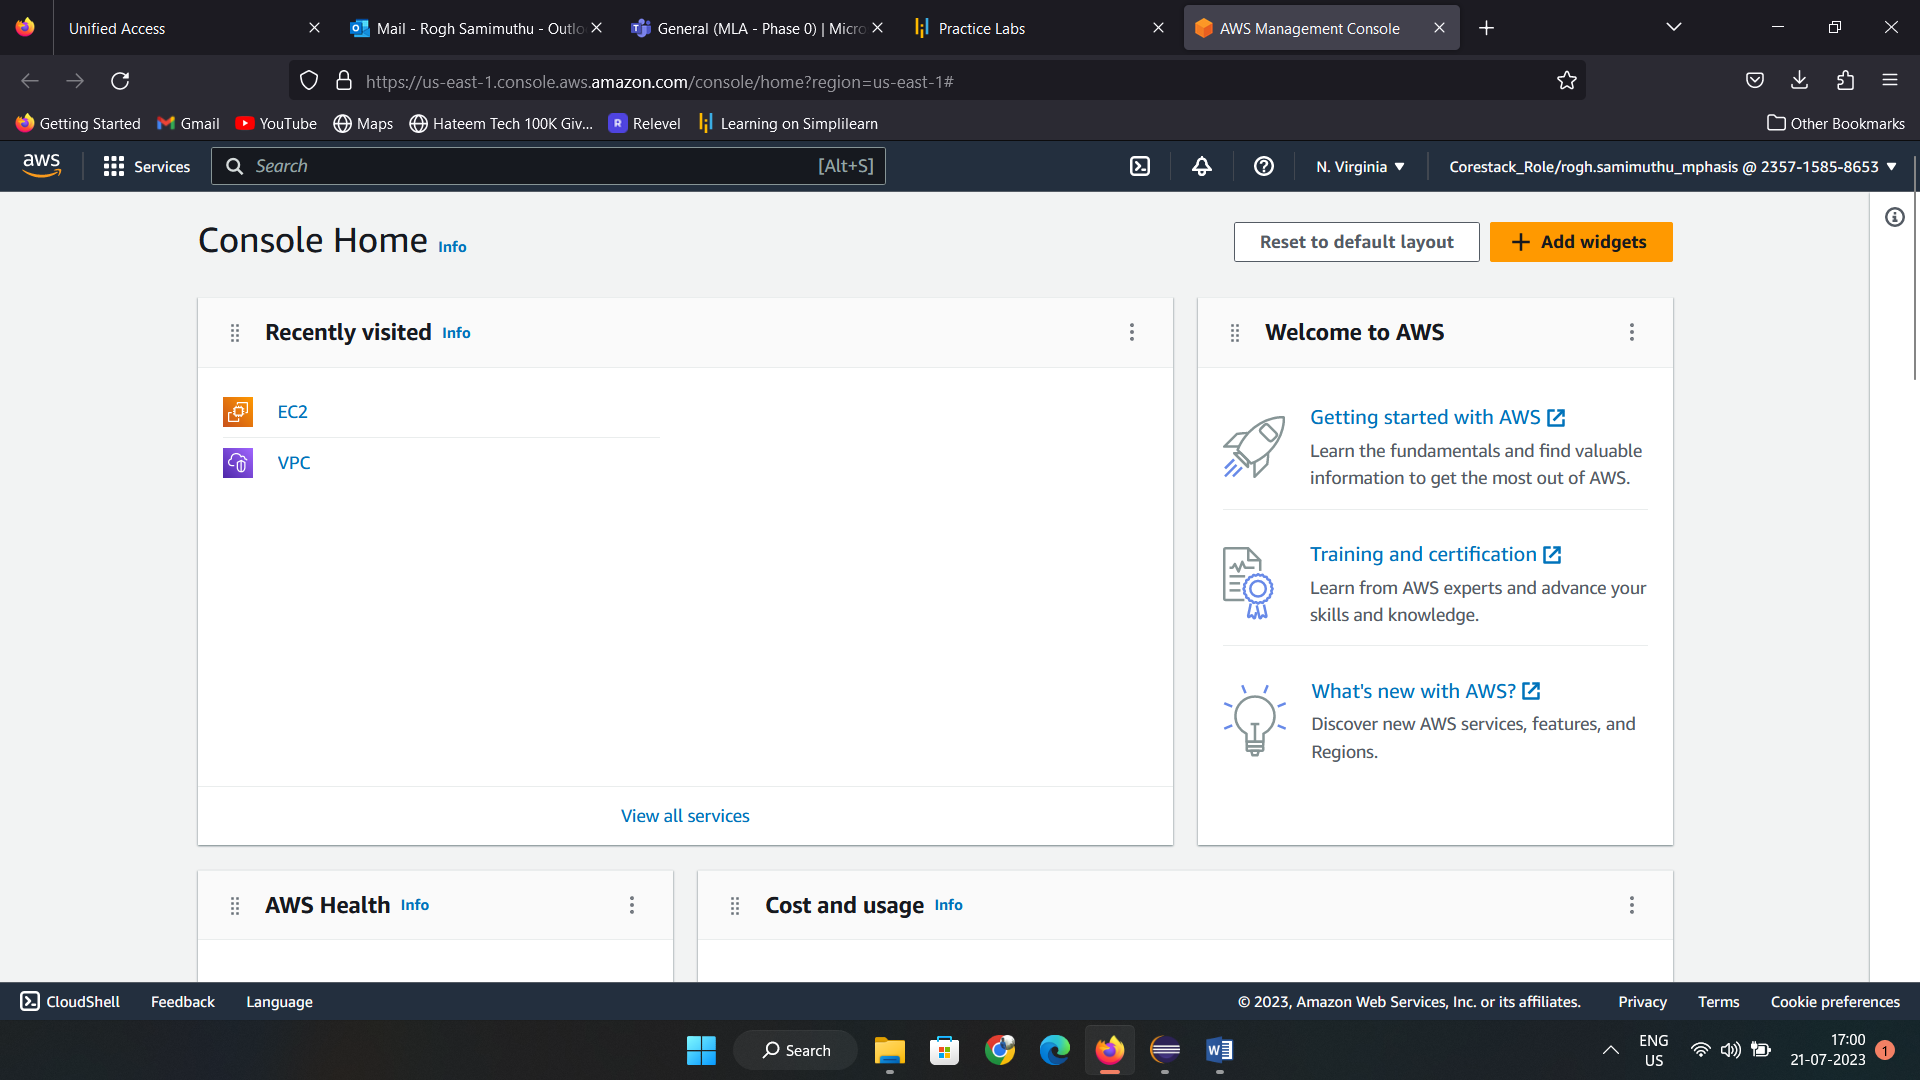 Unified Access
Mail - Rogh Samimuthu - Outlo
General (MLA - Phase 0) | Micro
Practice Labs
AWS Management Console
https://us-east-1.console.aws.amazon.com/console/home?region=us-east-1#
Getting Started
Gmail
YouTube
Maps
Hateem Tech 100K Giv...
R
Relevel
Learning on Simplilearn
Other Bookmarks
aws
Services
Search
[Alt+S]
N. Virginia
Corestack_Role/rogh.samimuthu_mphasis @ 2357-1585-8653
Console Home Info
Reset to default layout
+ Add widgets
Recently visited Info
EC2
VPC
View all services
Welcome to AWS
Getting started with AWS
Learn the fundamentals and find valuable
information to get the most out of AWS.
Training and certification
Learn from AWS experts and advance your
skills and knowledge.
What's new with AWS?
Discover new AWS services, features, and
Regions.
AWS Health Info
Cost and usage Info
CloudShell
Feedback
Language
© 2023, Amazon Web Services, Inc. or its affiliates.
Privacy
Terms
Cookie preferences
Search
W
ENG
US
17:00
21-07-2023
1